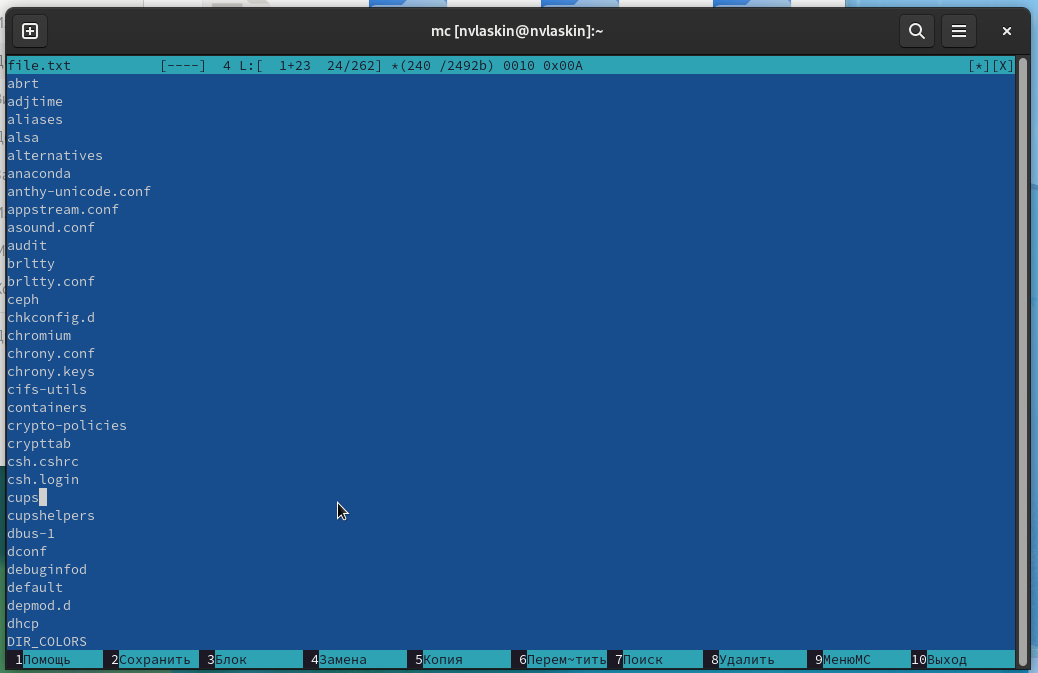 mc [nvlaskin@nvlaskin]:~
file.txt [----] 4 L:[ 1+23 24/262] *(240 /2492b) 0010 0x00A [*][X]
abrt
adjtime
aliases
alsa
alternatives
anaconda
anthy-unicode.conf
appstream.conf
asound.conf
audit
brltty
brltty.conf
ceph
chkconfig.d
chromium
chrony.conf
chrony.keys
cifs-utils
containers
crypto-policies
crypttab
csh.cshrc
csh.login
cups
cupshelpers
dbus-1
dconf
debuginfod
default
depmod.d
dhcp
DIR_COLORS
1Помощь 2Сохранить 3Блок 4Замена 5Копия 6Перем~тить 7Поиск 8Удалить 9МенюMC 10Выход